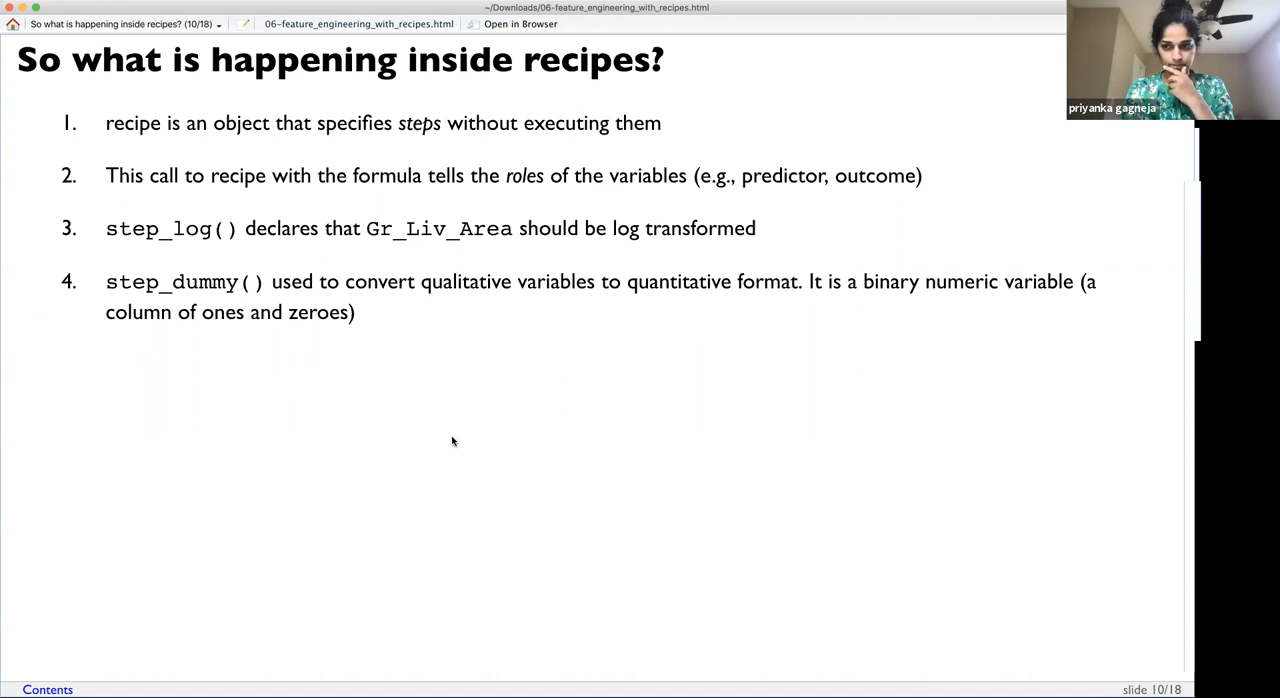 ~/Downloads/06-feature_engineering_with_recipes.html
So what is happening inside recipes? (10/18)
06-feature_engineering_with_recipes.html
Open in Browser
So what is happening inside recipes?
priyanka gagneja
1. recipe is an object that specifies steps without executing them
2. This call to recipe with the formula tells the roles of the variables (e.g., predictor, outcome)
3. step_log() declares that Gr_Liv_Area should be log transformed
4. step_dummy() used to convert qualitative variables to quantitative format. It is a binary numeric variable (a
column of ones and zeroes)
Contents
slide 10/18